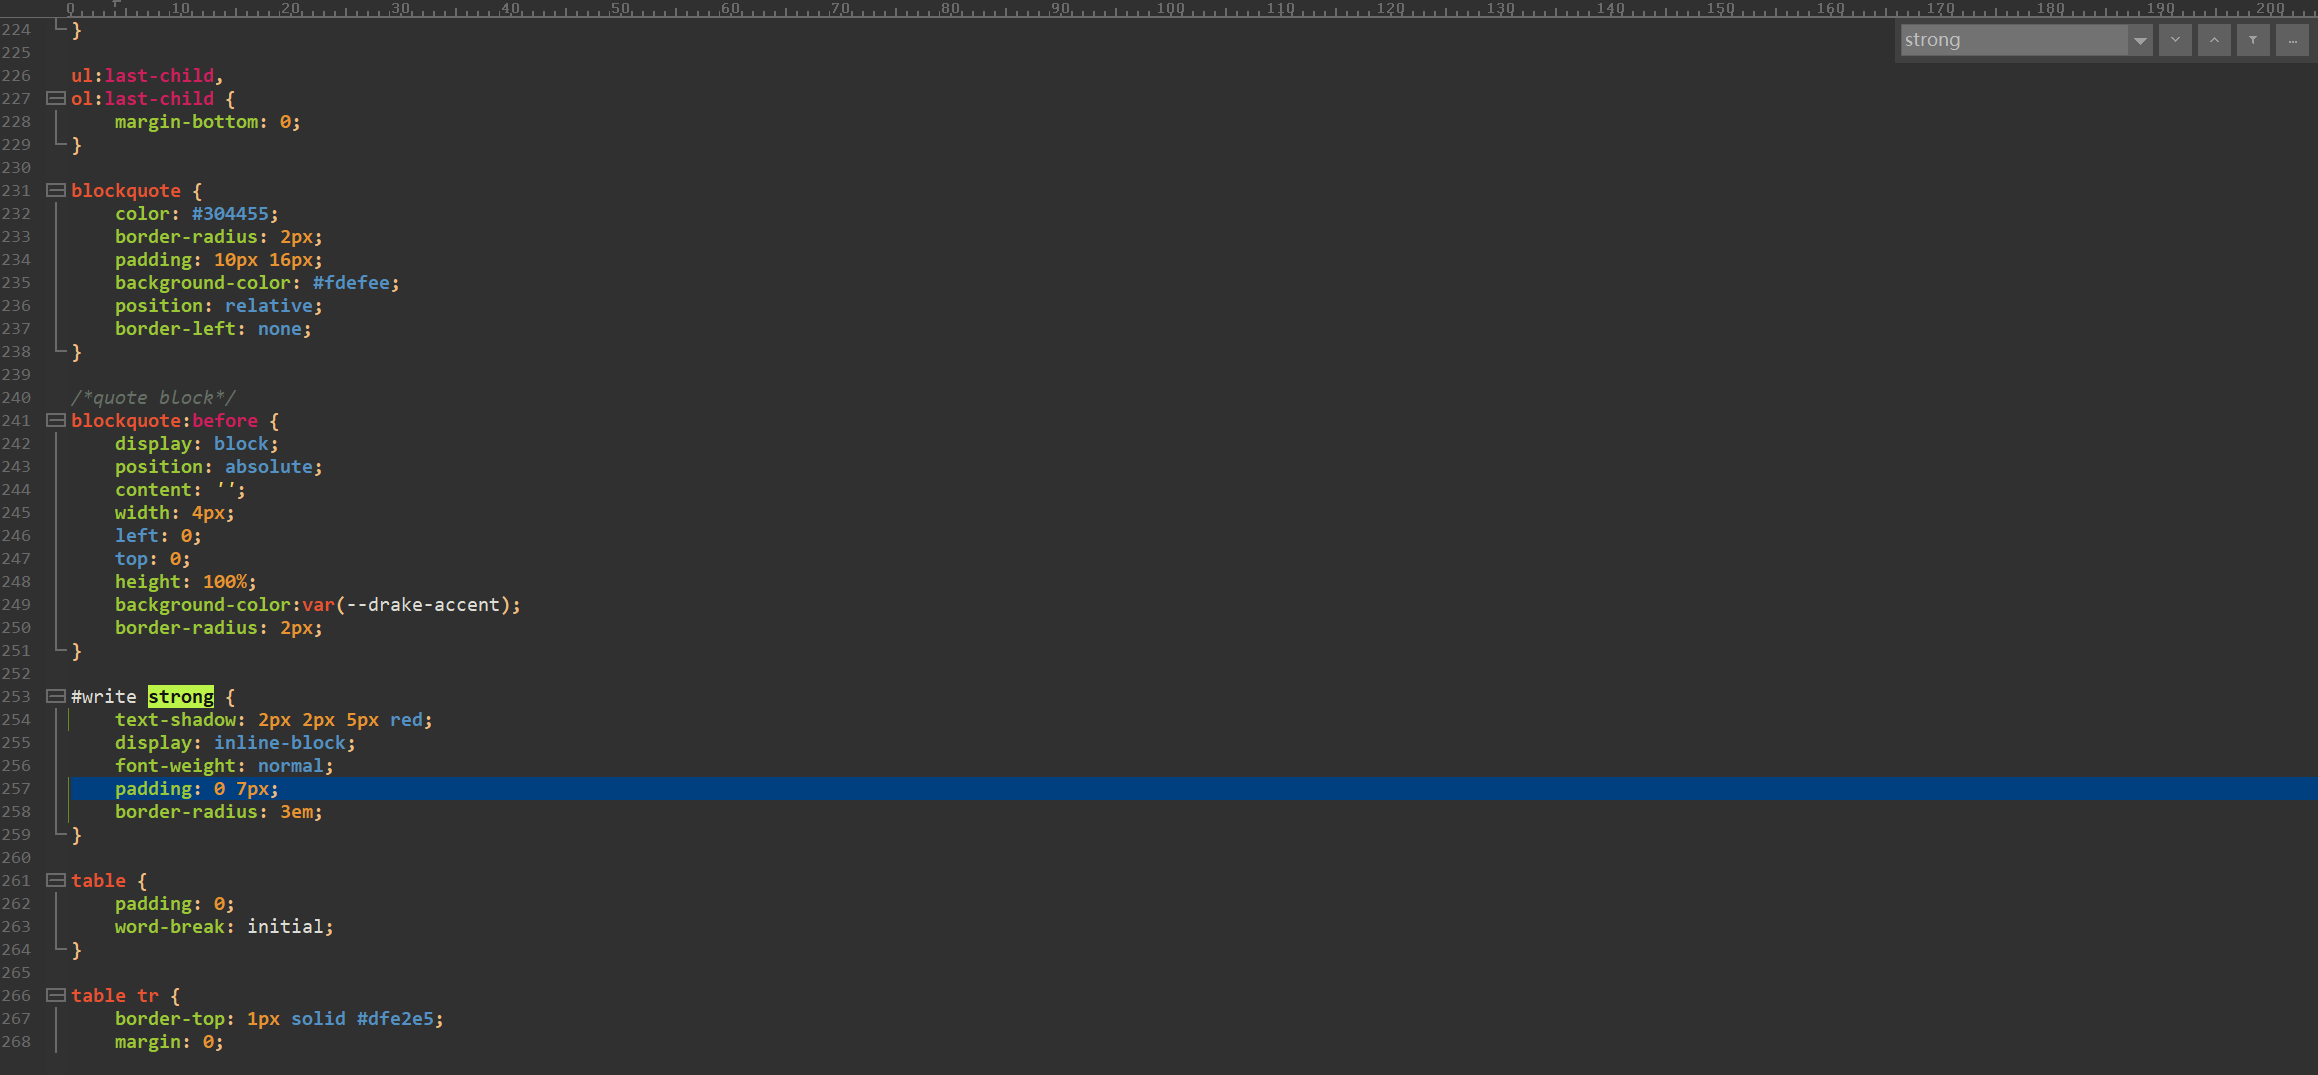 0 10 20 30 40 50 60 70 80 90 100 110 120 130 140 150 160 170 180 190 200
strong
224 }
225
226 ul:last-child,
227 ol:last-child {
228     margin-bottom: 0;
229 }
230
231 blockquote {
232     color: #304455;
233     border-radius: 2px;
234     padding: 10px 16px;
235     background-color: #fdefee;
236     position: relative;
237     border-left: none;
238 }
239
240 /*quote block*/
241 blockquote:before {
242     display: block;
243     position: absolute;
244     content: '';
245     width: 4px;
246     left: 0;
247     top: 0;
248     height: 100%;
249     background-color:var(--drake-accent);
250     border-radius: 2px;
251 }
252
253 #write strong {
254     text-shadow: 2px 2px 5px red;
255     display: inline-block;
256     font-weight: normal;
257     padding: 0 7px;
258     border-radius: 3em;
259 }
260
261 table {
262     padding: 0;
263     word-break: initial;
264 }
265
266 table tr {
267     border-top: 1px solid #dfe2e5;
268     margin: 0;